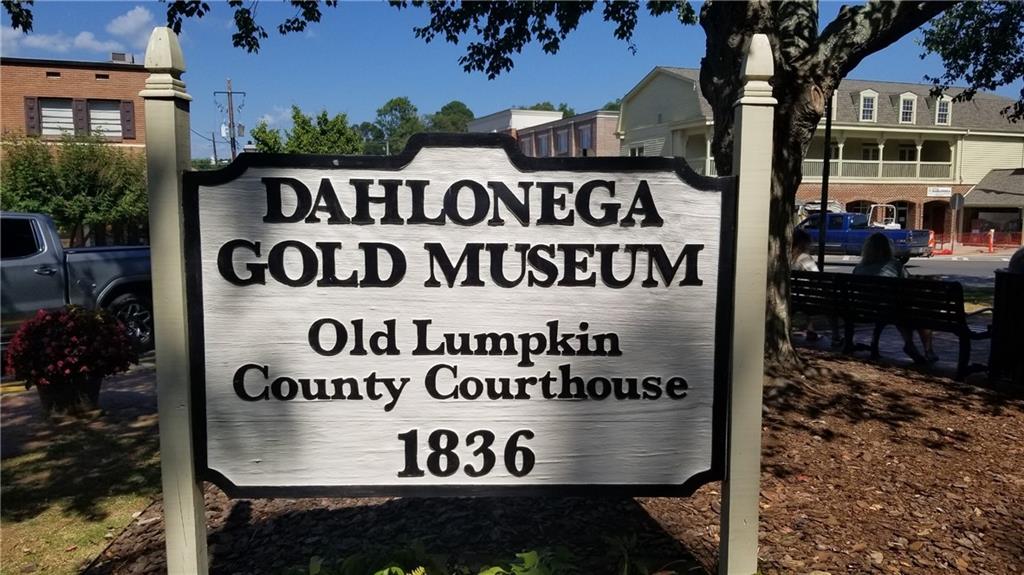 DAHLONEGA
GOLD MUSEUM
Old Lumpkin
County Courthouse
1836